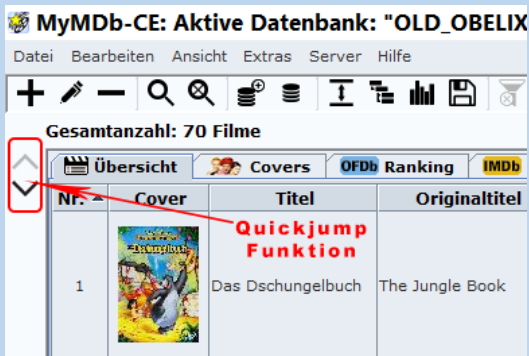 MyMDb-CE: Aktive Datenbank: "OLD_OBELIX
Datei Bearbeiten Ansicht Extras Server Hilfe
Gesamtanzahl: 70 Filme
Übersicht Covers OFDb Ranking IMDb
Nr. Cover Titel Originaltitel
Quickjump
Funktion
Dschungelbuch
1 Das Dschungelbuch The Jungle Book